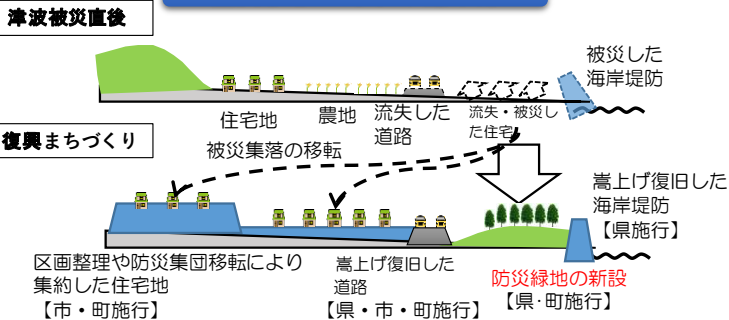 津波被災直後
被災した
海岸堤防
住宅地
農地
流失した
道路
流失・被災し
た住宅
復興まちづくり
被災集落の移転
嵩上げ復旧した
海岸堤防
【県施行】
区画整理や防災集団移転により
集約した住宅地
【市・町施行】
嵩上げ復旧した
道路
【県・市・町施行】
防災緑地の新設
【県・町施行】